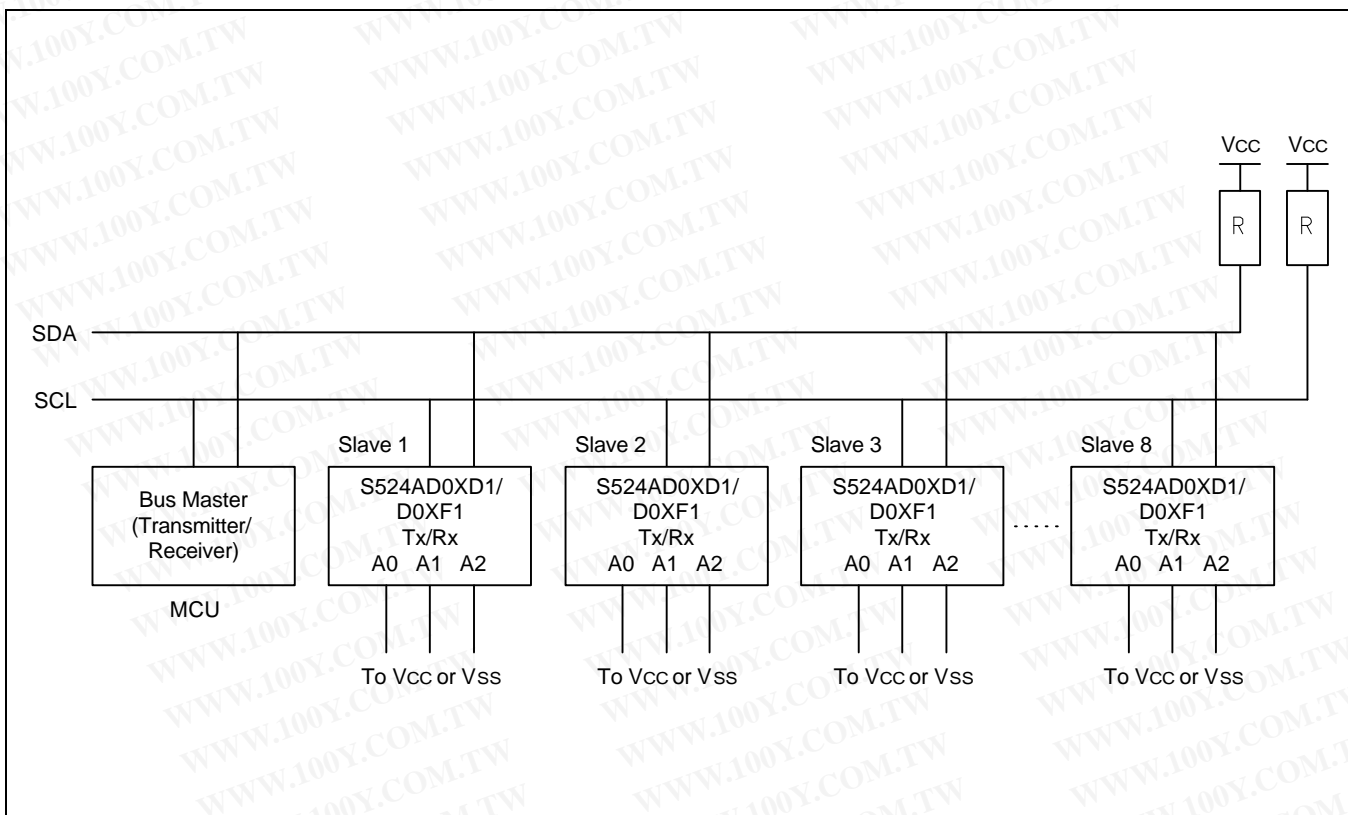 Vcc Vcc
R R
SDA
SCL
Slave 1 Slave 2 Slave 3 Slave 8
Bus Master
(Transmitter/
Receiver)
MCU
S524AD0XD1/
D0XF1
Tx/Rx
A0 A1 A2
To Vcc or Vss
S524AD0XD1/
D0XF1
Tx/Rx
A0 A1 A2
To Vcc or Vss
S524AD0XD1/
D0XF1
Tx/Rx
A0 A1 A2
To Vcc or Vss
.....
S524AD0XD1/
D0XF1
Tx/Rx
A0 A1 A2
To Vcc or Vss
WWW.100Y.COM.TW